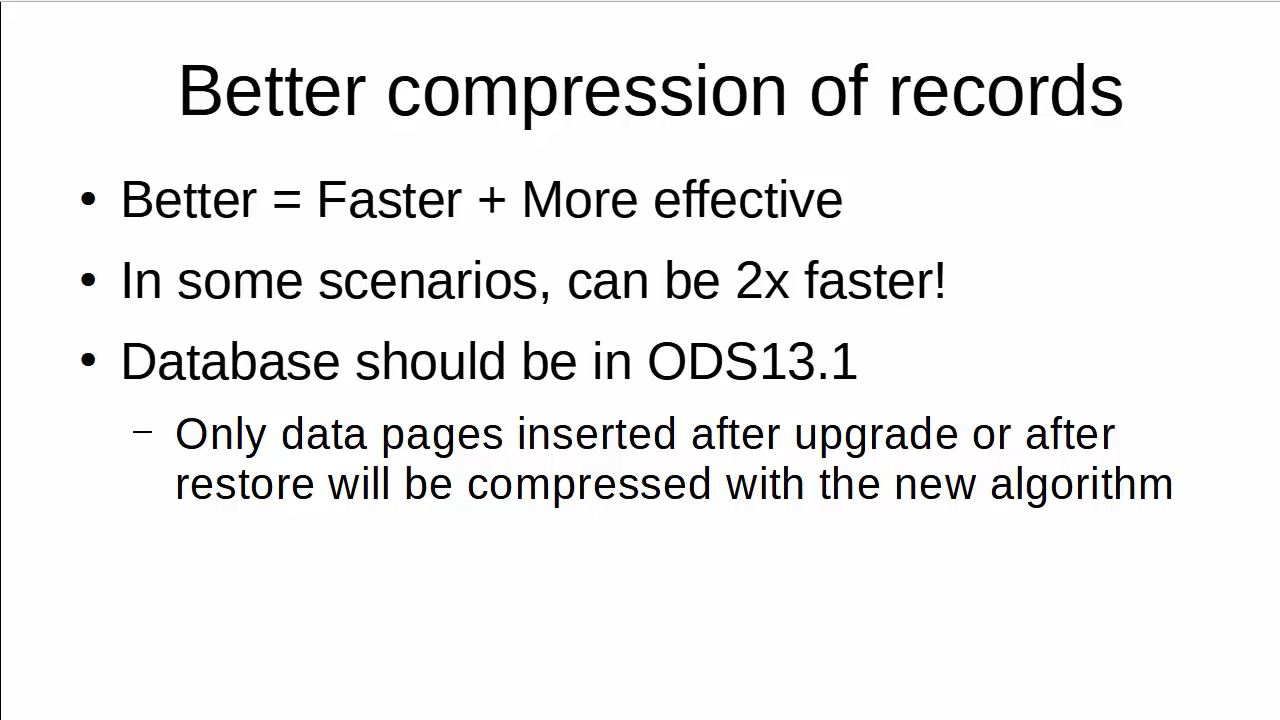 Better compression of records
• Better = Faster + More effective
• In some scenarios, can be 2x faster!
• Database should be in ODS13.1
– Only data pages inserted after upgrade or after
restore will be compressed with the new algorithm